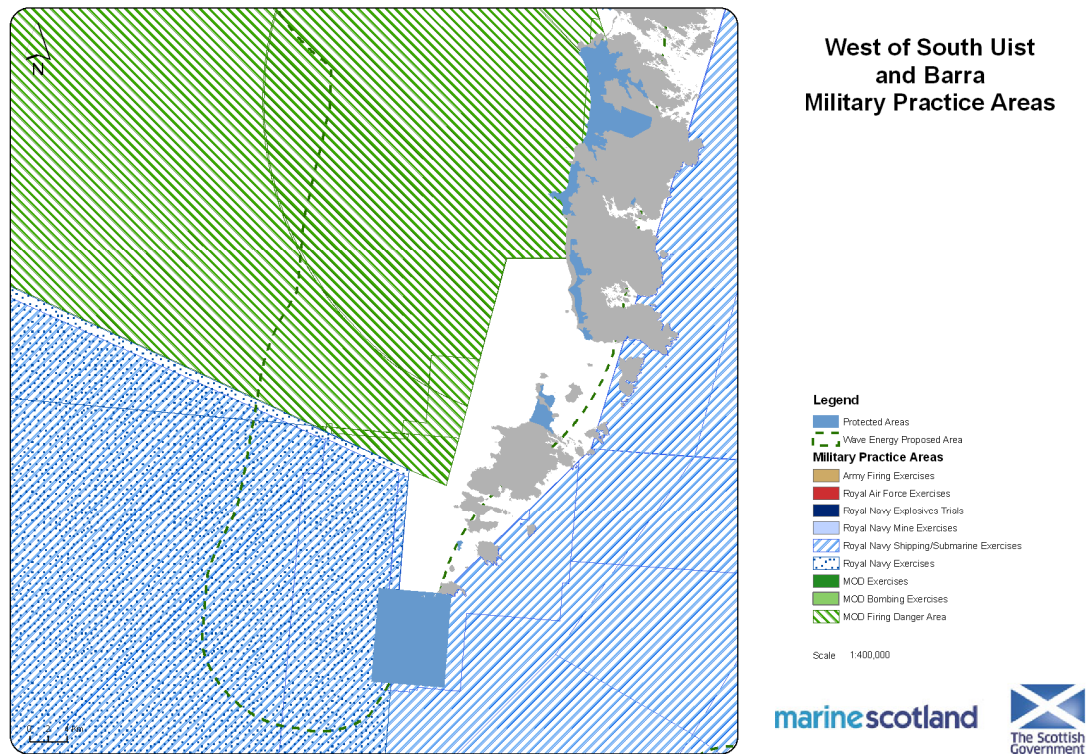 West of South Uist
and Barra
Military Practice Areas
N
Legend
Protected Areas
Wave Energy Proposed Area
Military Practice Areas
Army Firing Exercises
Royal Air Force Exercises
Royal Navy Explosives Trials
Royal Navy Mine Exercises
Royal Navy Shipping/Submarine Exercises
Royal Navy Exercises
MOD Exercises
MOD Bombing Exercises
MOD Firing Danger Area
Scale 1:400,000
marinescotland
The Scottish
Government